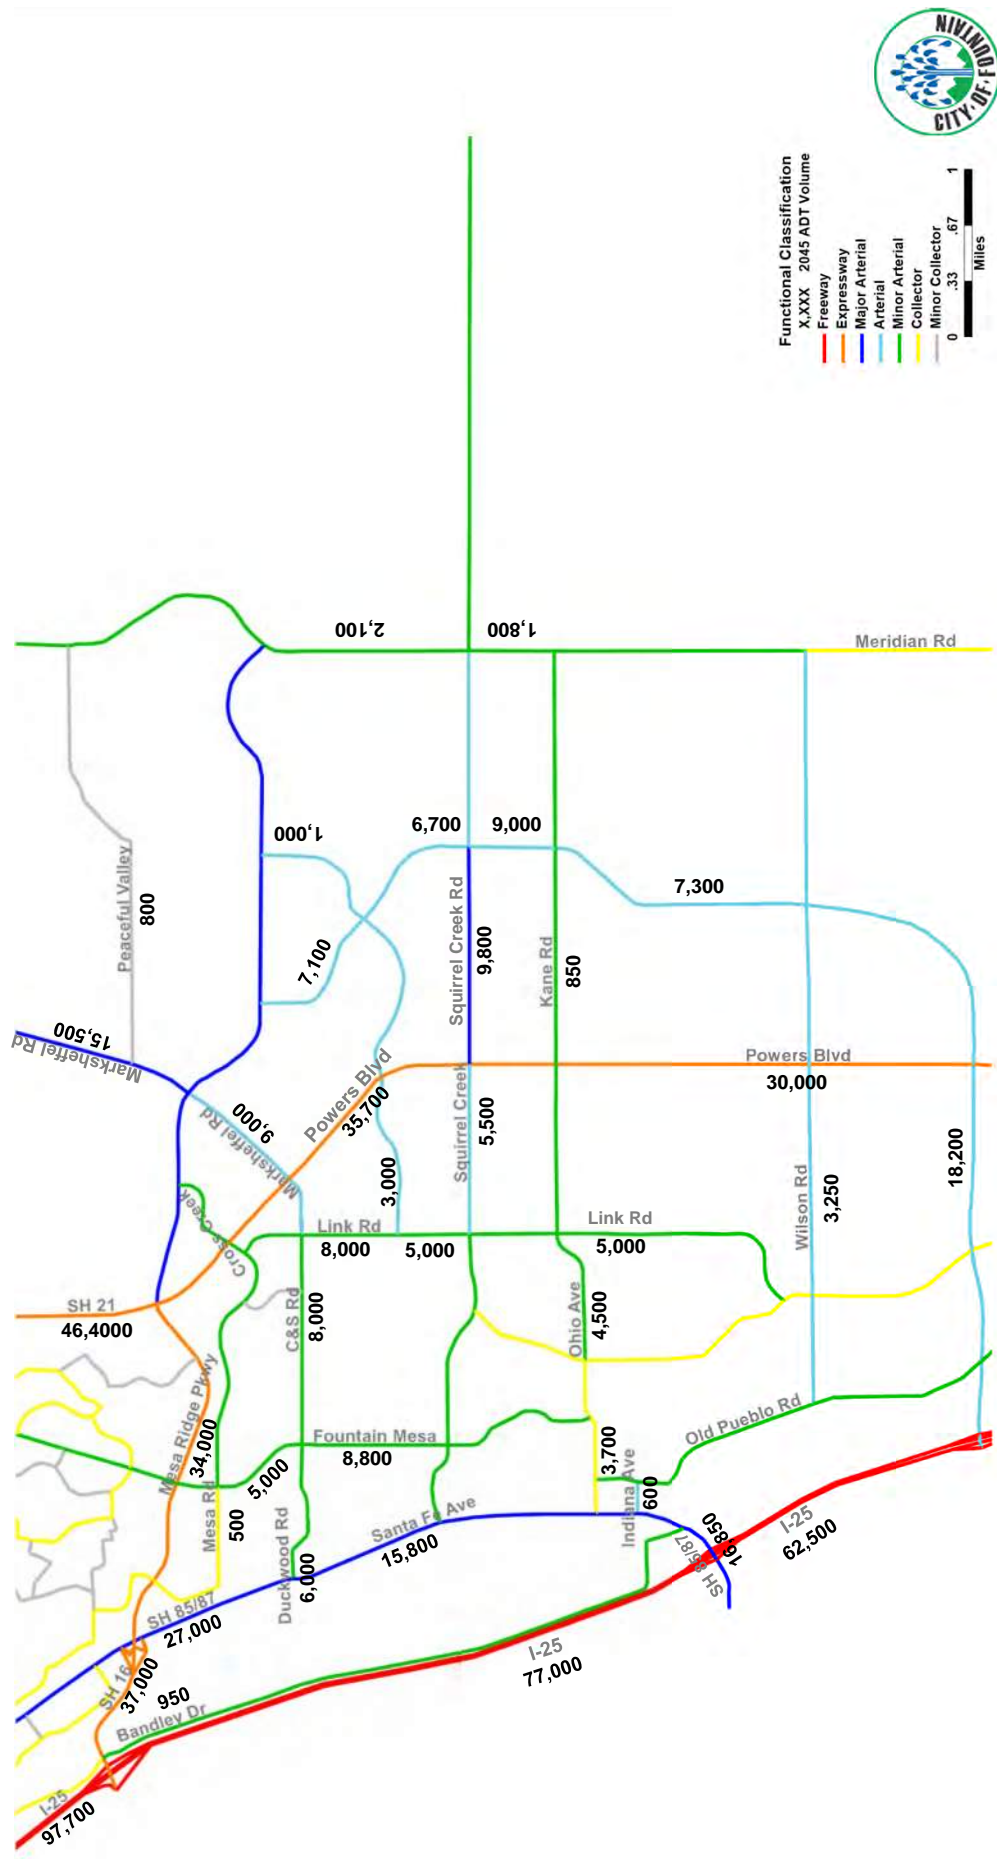 CITY OF FOUNTAIN
Functional Classification
X,XXX 2045 ADT Volume
Freeway
Expressway
Major Arterial
Arterial
Minor Arterial
Collector
Minor Collector
0 .33 .67 1
Miles
2,100
1,800
Meridian Rd
Peaceful Valley
800
1,000
6,700
9,000
7,300
7,100
Squirrel Creek Rd
9,800
Kane Rd
850
15,500
Marksheffel Rd
9,000
Marksheffel Rd
Powers Blvd
35,700
Powers Blvd
30,000
Squirrel Creek
5,500
3,000
Wilson Rd
3,250
18,200
Cross Creek
Link Rd
8,000
5,000
Link Rd
5,000
SH 21
46,4000
C&S Rd
8,000
Ohio Ave
4,500
Mesa Ridge Pkwy
34,000
Fountain Mesa
8,800
5,000
Old Pueblo Rd
3,700
Mesa Rd
500
Indiana Ave
600
Duckwood Rd
6,000
Santa Fe Ave
15,800
SH 85/87
16,850
I-25
62,500
SH 85/87
27,000
SH 16
37,000
950
Bandley Dr
I-25
77,000
I-25
97,700